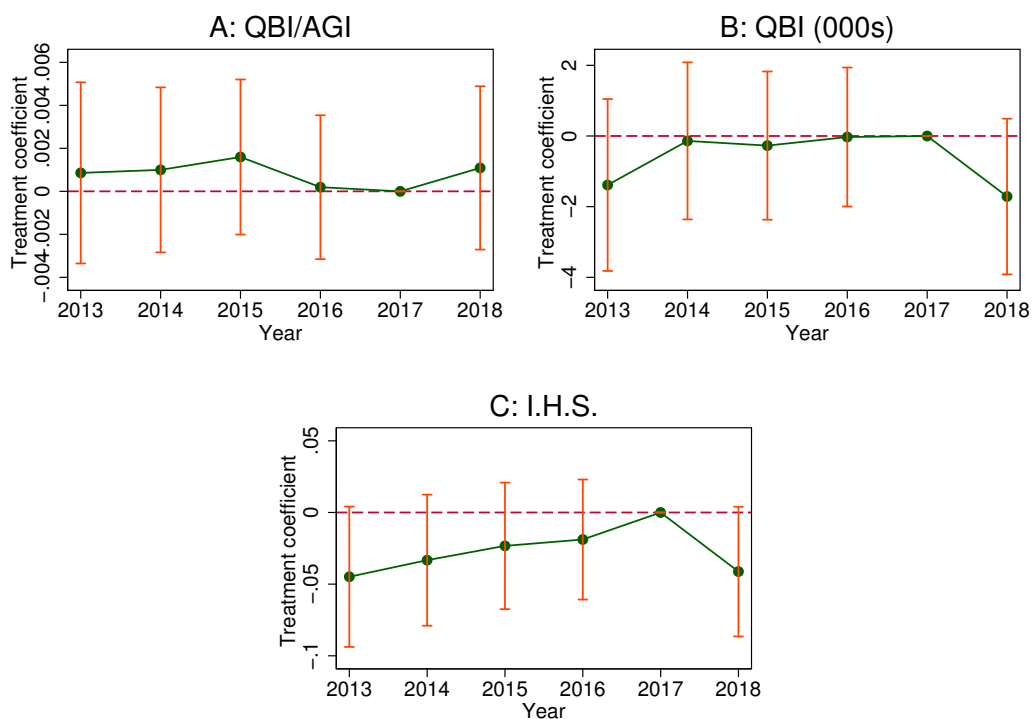 A: QBI/AGI
Treatment coefficient
.006
.004
.002
0
-.002
-.004
2013 2014 2015 2016 2017 2018
Year
B: QBI (000s)
Treatment coefficient
2
0
-2
-4
2013 2014 2015 2016 2017 2018
Year
C: I.H.S.
Treatment coefficient
.05
0
-.05
-.1
2013 2014 2015 2016 2017 2018
Year